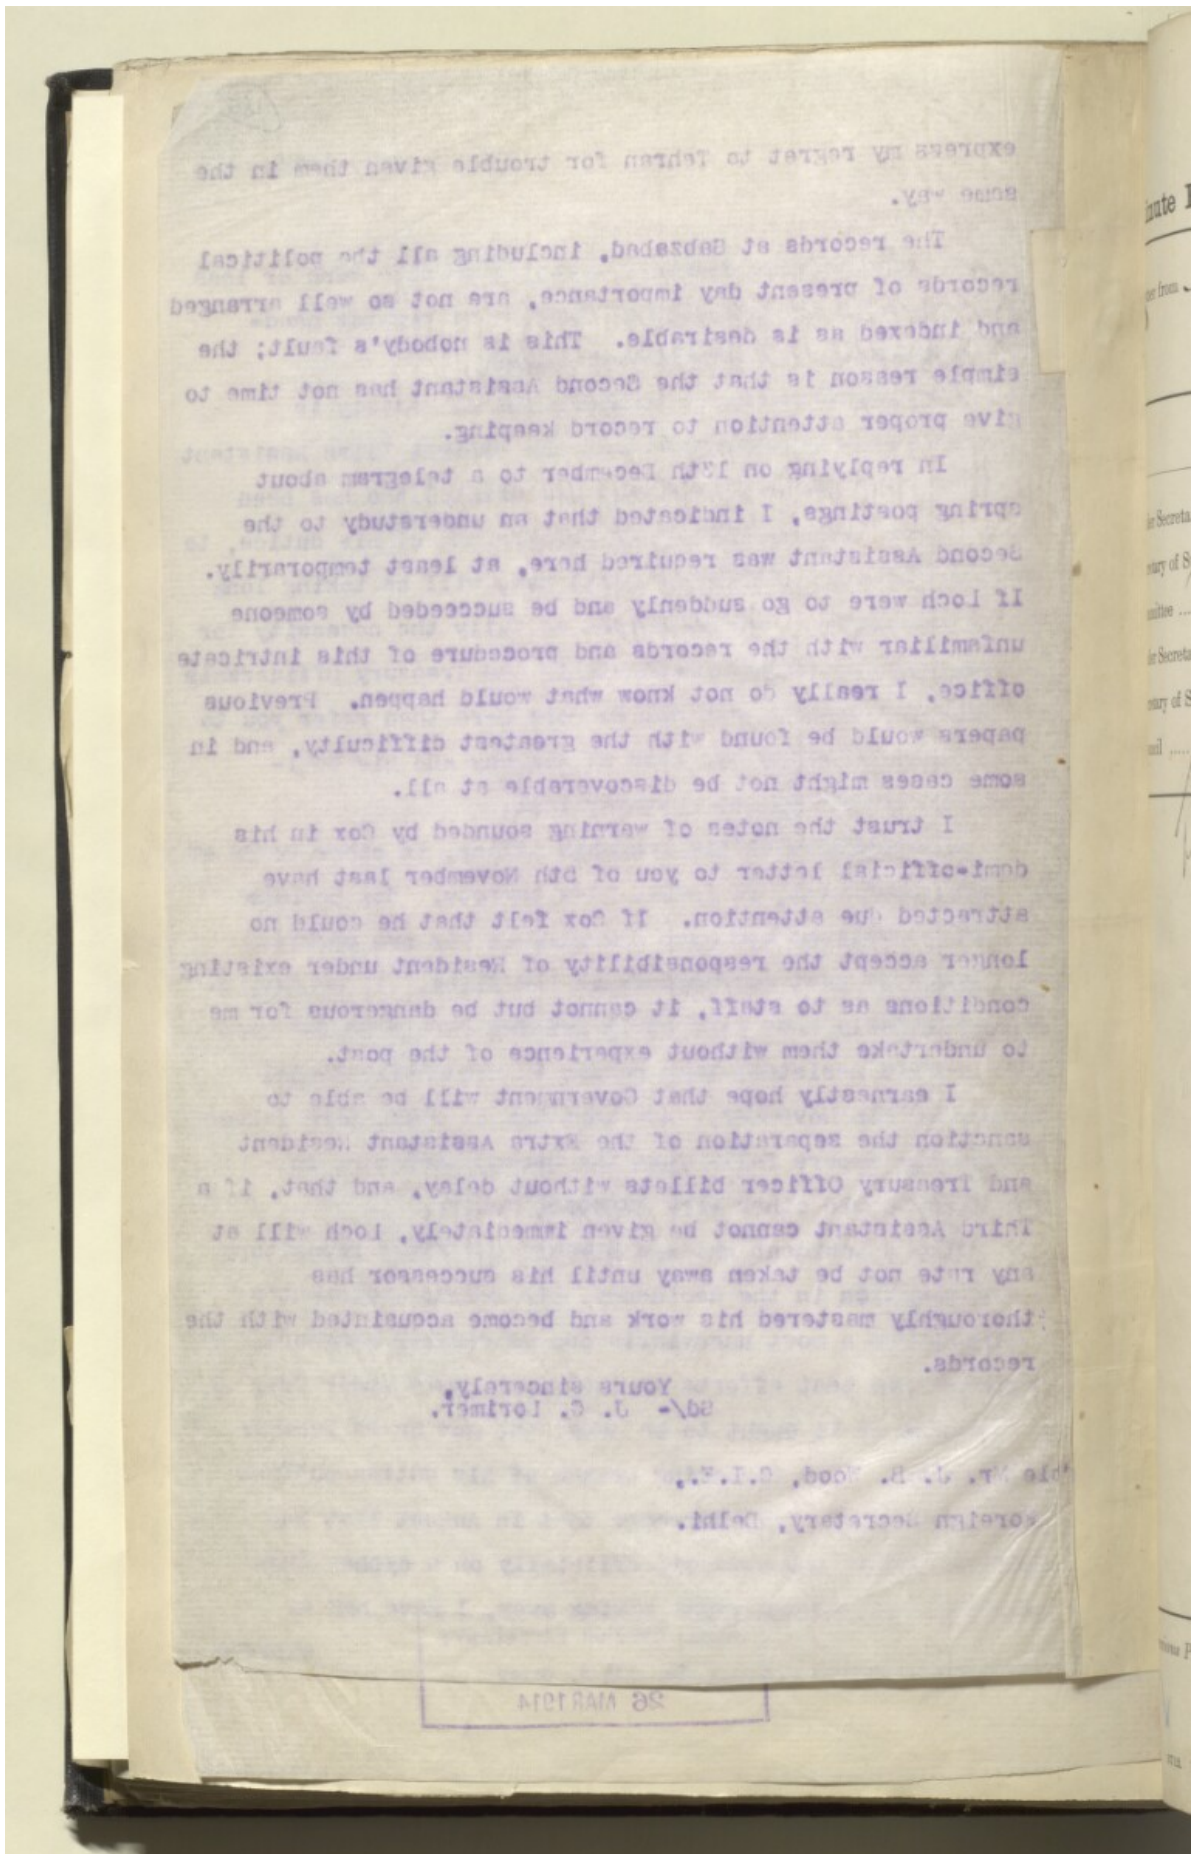 express my regret to Tehran for trouble given them in the
same way.
The records at Sabzabad, including all the political
records of present day importance, are not so well arranged
and indexed as is desirable. This is nobody's fault; the
simple reason is that the Second Assistant has not time to
give proper attention to record keeping.
In replying on 13th December to a telegram about
spring postings, I indicated that an understudy to the
Second Assistant was required here, at least temporarily.
If Loch were to go suddenly and be succeeded by someone
unfamiliar with the records and procedure of this intricate
office, I really do not know what would happen. Previous
papers would be found with the greatest difficulty, and in
some cases might not be discoverable at all.
I trust the notes of warning sounded by Cox in his
demi-official letter to you of 5th November last have
attracted due attention. If Cox felt that he could no
longer accept the responsibility of Resident under existing
conditions as to staff, it cannot but be dangerous for me
to undertake them without experience of the post.
I earnestly hope that Government will be able to
sanction the separation of the Extra Assistant Resident
and Treasury Officer billets without delay, and that, if a
Third Assistant cannot be given immediately, Loch will at
any rate not be taken away until his successor has
thoroughly mastered his work and become acquainted with the
records.
Yours sincerely,
Sd/- J. G. Lorimer.
ble Mr. J. B. Wood, C.I.E.,
Foreign Secretary, Delhi.
26 MAR 1914
nute
from
Secreta
of S
mittee
Secreta
of S